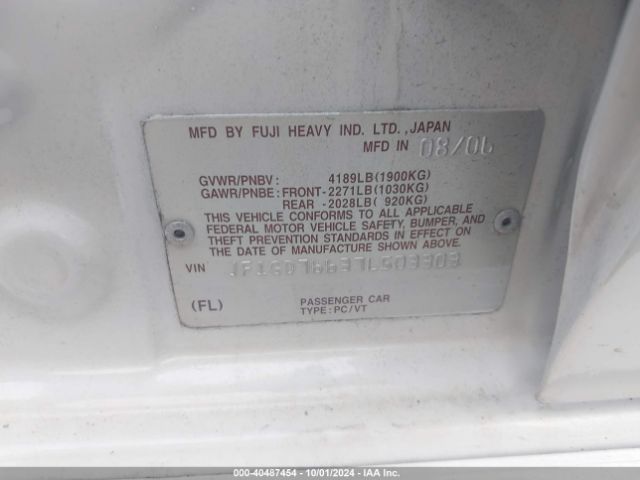 MFD BY FUJI HEAVY IND. LTD.,JAPAN
MFD IN 08/06
GVWR/PNBV: 4189LB(1900KG)
GAWR/PNBE:FRONT-2271LB(1030KG)
REAR -2028LB( 920KG)
THIS VEHICLE CONFORMS TO ALL APPLICABLE
FEDERAL MOTOR VEHICLE SAFETY, BUMPER, AND
THEFT PREVENTION STANDARDS IN EFFECT ON
THE DATE OF MANUFACTURE SHOWN ABOVE.
VIN JF1GD76637L503303
(FL) PASSENGER CAR
TYPE:PC/VT
000-40487454 - 10/01/2024 - IAA